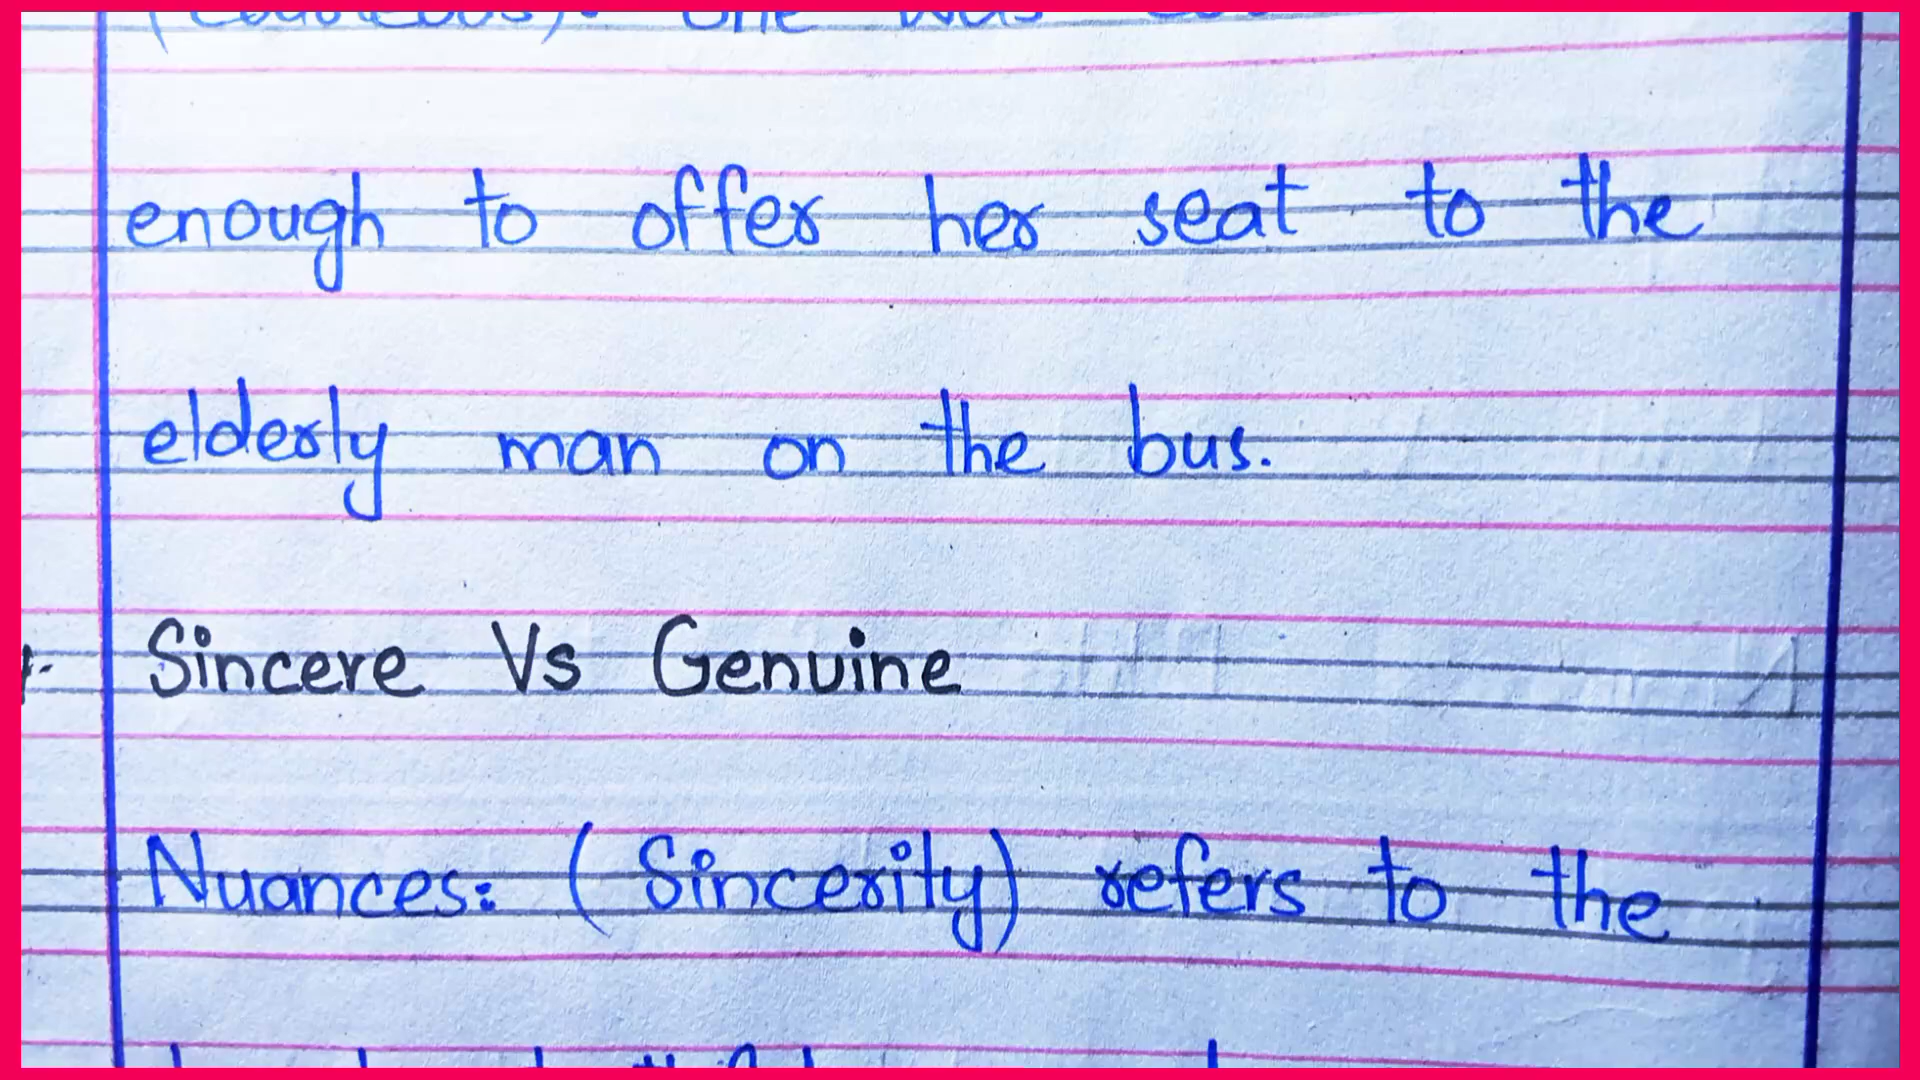 enough to offer her seat to the
elderly man on the bus.
Sincere Vs Genuine
Nuances: (Sincerity) refers to the